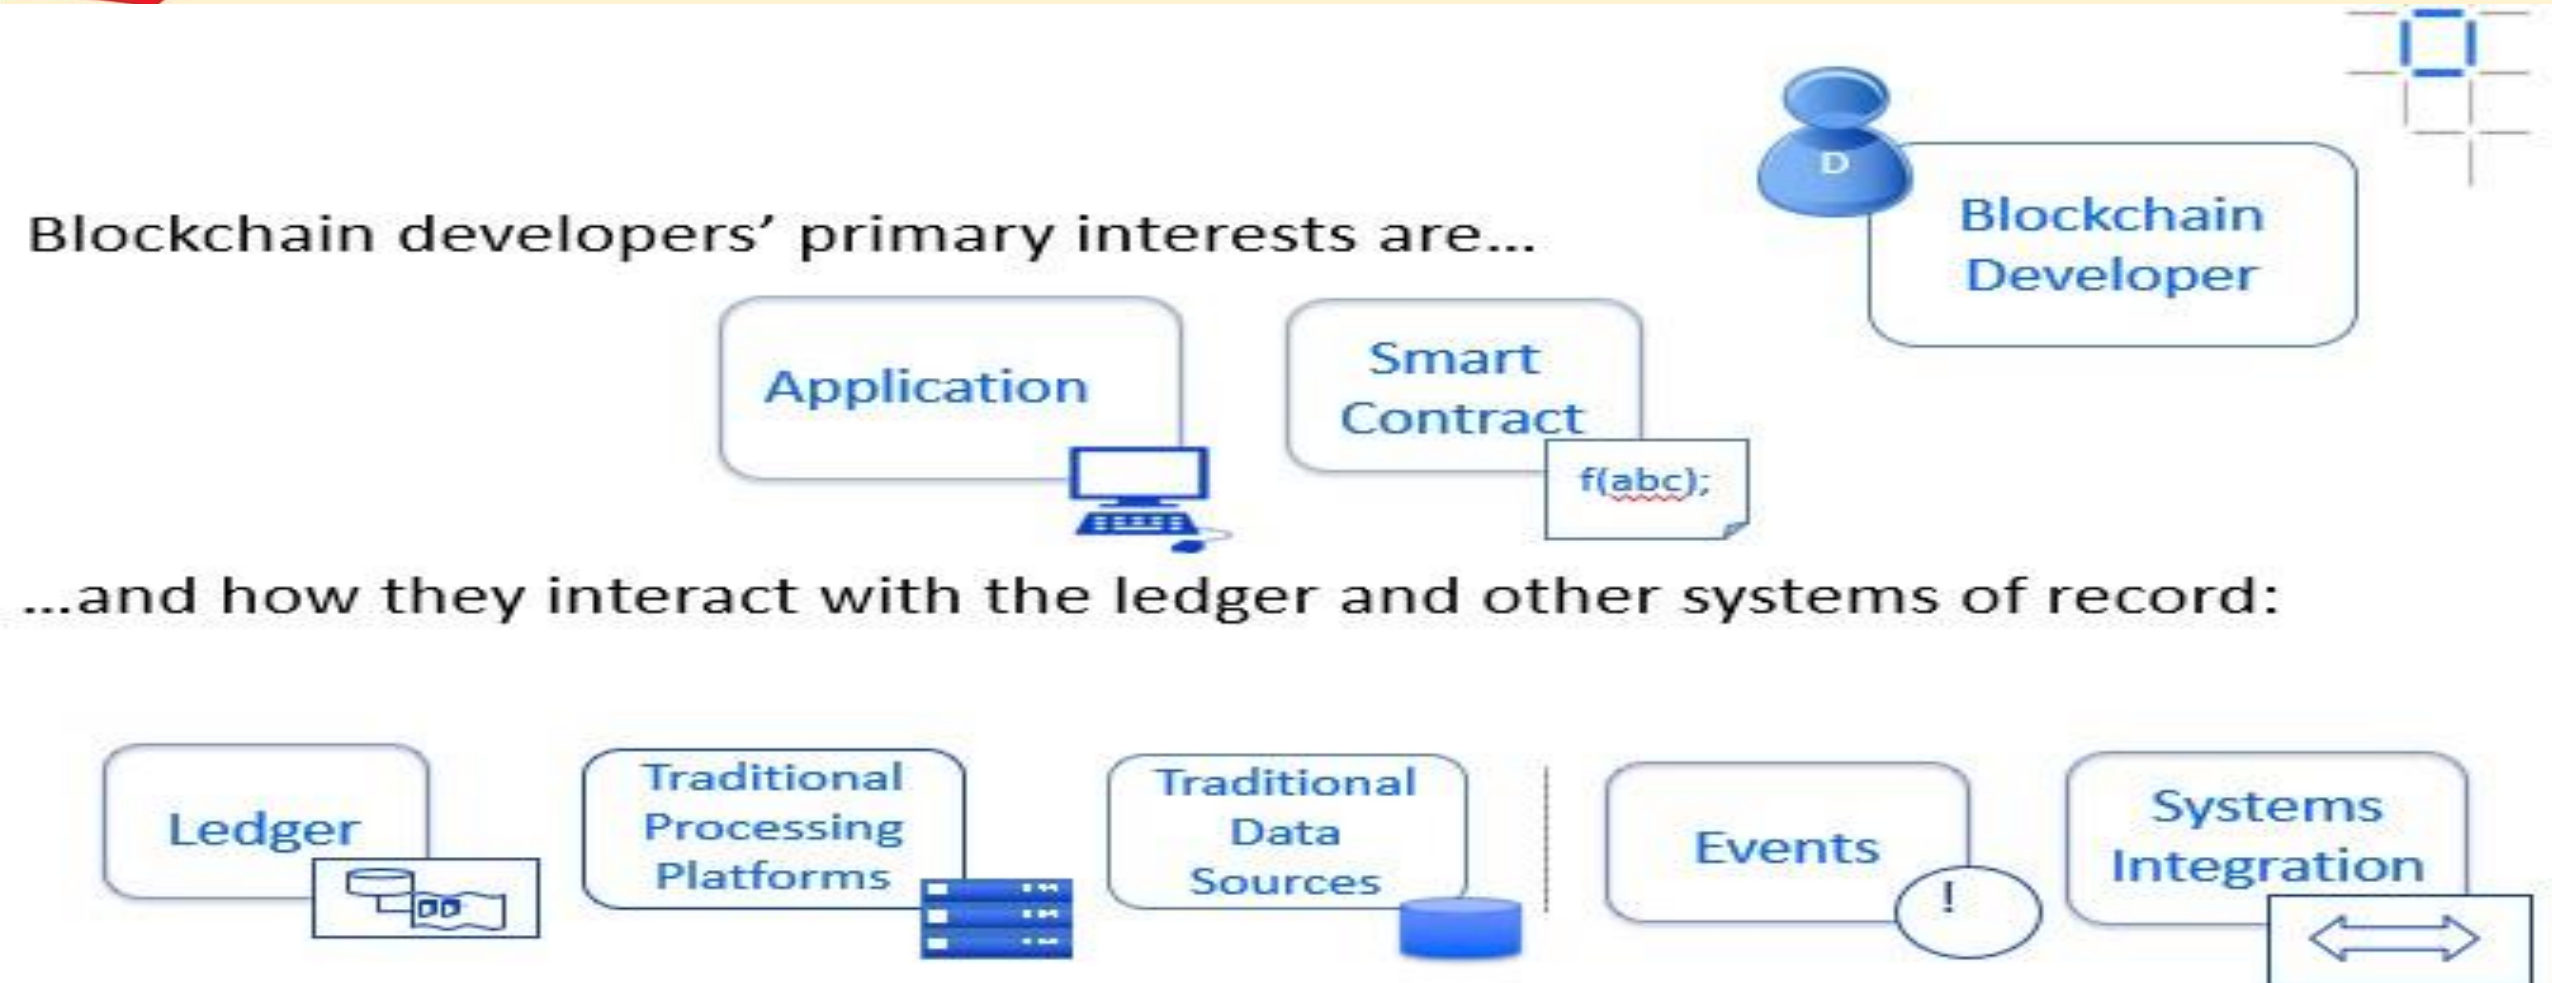 D
Blockchain
Developer
Blockchain developers’ primary interests are...
Application
Smart
Contract
f(abc);
...and how they interact with the ledger and other systems of record:
Ledger
Traditional
Processing
Platforms
Traditional
Data
Sources
Events
!
Systems
Integration